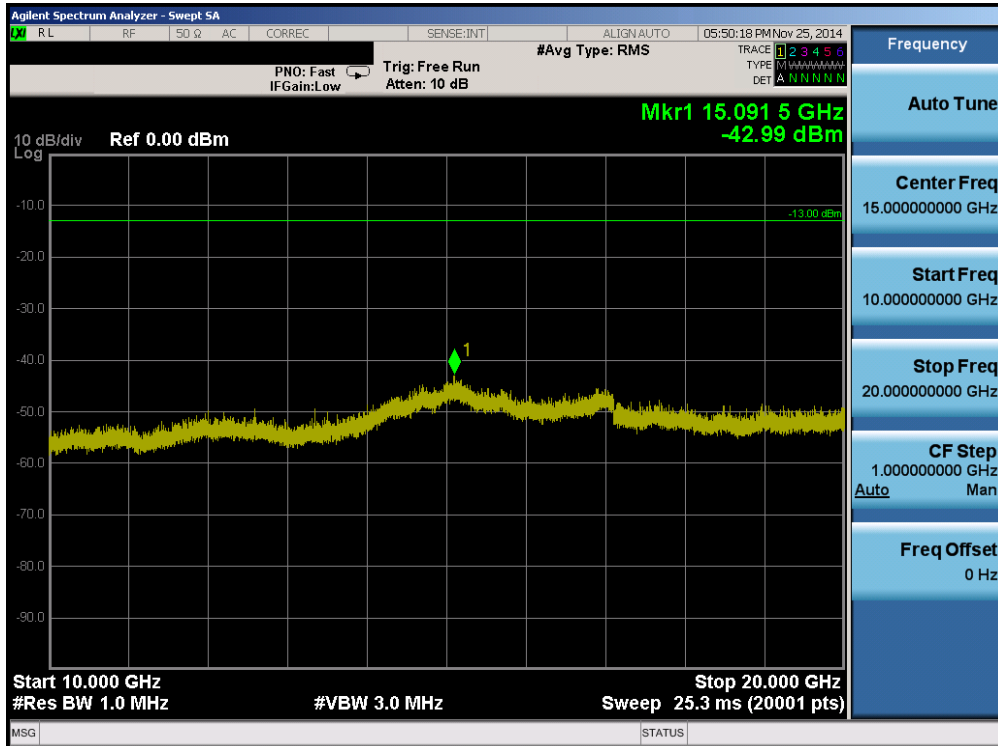 Agilent Spectrum Analyzer - Swept SA
LXI RL RF 50 Ω AC CORREC SENSE:INT ALIGN AUTO 05:50:18 PM Nov 25, 2014
#Avg Type: RMS TRACE 1 2 3 4 5 6
PNO: Fast Trig: Free Run TYPE M
IFGain:Low Atten: 10 dB DET A N N N N N
Mkr1 15.091 5 GHz
-42.99 dBm
10 dB/div Ref 0.00 dBm
Log
-10.0
-13.00 dBm
-20.0
-30.0
1
-40.0
-50.0
-60.0
-70.0
-80.0
-90.0
Start 10.000 GHz Stop 20.000 GHz
#Res BW 1.0 MHz #VBW 3.0 MHz Sweep 25.3 ms (20001 pts)
MSG STATUS
Frequency
Auto Tune
Center Freq
15.000000000 GHz
Start Freq
10.000000000 GHz
Stop Freq
20.000000000 GHz
CF Step
1.000000000 GHz
Auto Man
Freq Offset
0 Hz